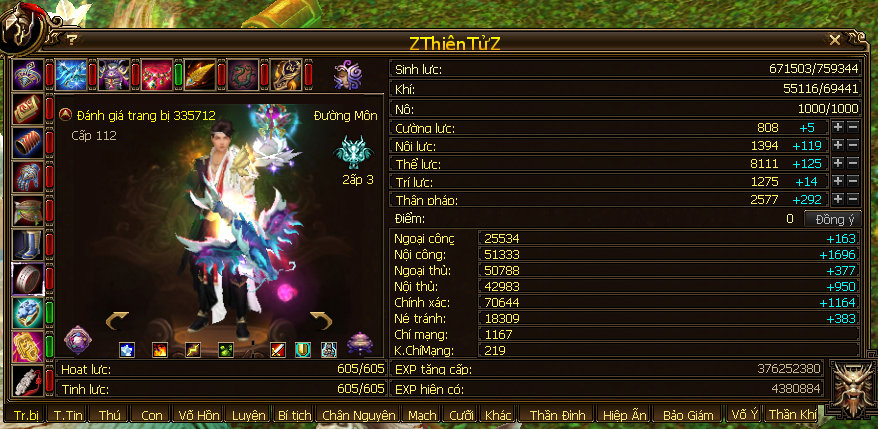 ?
ZThiênTửZ
Đánh giá trang bị 335712
Đường Môn
Cấp 112
2ấp 3
Hoạt lực: 605/605
Tinh lực: 605/605
Sinh lực: 671503/759344
Khí: 55116/69441
Nộ: 1000/1000
Cường lực: 808 +5 + −
Nội lực: 1394 +119 + −
Thể lực: 8111 +125 + −
Trí lực: 1275 +14 + −
Thân pháp: 2577 +292 + −
Điểm: 0 Đồng ý
Ngoại công 25534 +163
Nội công: 51333 +1696
Ngoại thủ: 50788 +377
Nội thủ: 42983 +950
Chính xác: 70644 +1164
Né tránh: 18309 +383
Chí mạng: 1167
K.ChíMạng: 219
EXP tăng cấp: 376252380
EXP hiện có: 4380884
Tr.bị T.Tin Thú Con Võ Hồn Luyện Bí tịch Chân Nguyên Mạch Cưỡi Khác Thần Đỉnh Hiệp Ấn Bảo Giám Võ Ý Thần Khí